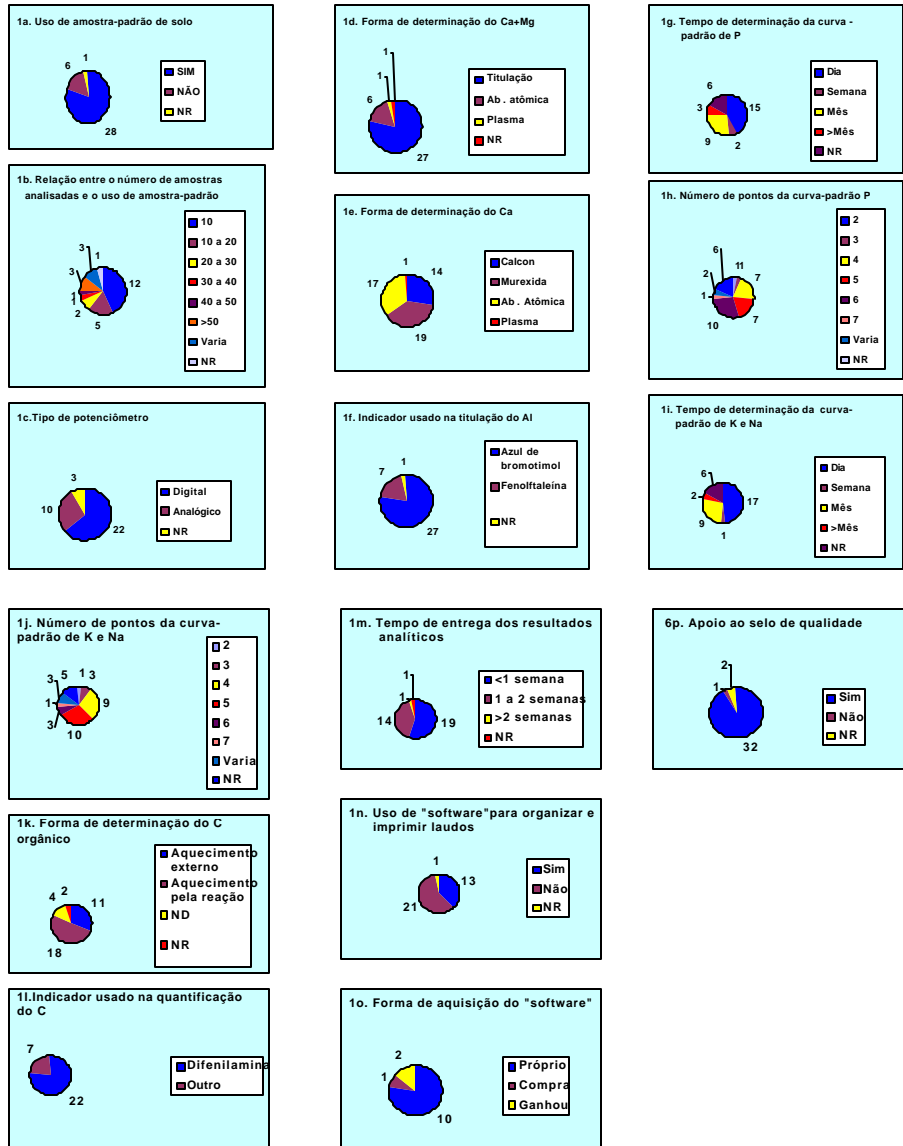 1a. Uso de amostra-padrão de solo
1
6
28
SIM
NÃO
NR
1b. Relação entre o número de amostras
analisadas e o uso de amostra-padrão
3
1
3
12
1
1
2
5
10
10 a 20
20 a 30
30 a 40
40 a 50
>50
Varia
NR
1c.Tipo de potenciômetro
3
10
22
Digital
Analógico
NR
1d. Forma de determinação do Ca+Mg
1
1
6
27
Titulação
Ab . atômica
Plasma
NR
1e. Forma de determinação do Ca
1
17
14
19
Calcon
Murexida
Ab . Atômica
Plasma
1f. Indicador usado na titulação do Al
1
7
27
Azul de
bromotimol
Fenolftaleína
NR
1g. Tempo de determinação da curva -
padrão de P
6
3
15
9
2
Dia
Semana
Mês
>Mês
NR
1h. Número de pontos da curva-padrão P
6
11
7
2
1
10
7
2
3
4
5
6
7
Varia
NR
1i. Tempo de determinação da curva-
padrão de K e Na
6
2
17
9
1
Dia
Semana
Mês
>Mês
NR
1j. Número de pontos da curva-
padrão de K e Na
3
5
1
3
1
9
3
10
2
3
4
5
6
7
Varia
NR
1k. Forma de determinação do C
orgânico
4
2
11
18
Aquecimento
externo
Aquecimento
pela reação
ND
NR
1l.Indicador usado na quantificação
do C
7
22
Difenilamina
Outro
1m. Tempo de entrega dos resultados
analíticos
1
1
14
19
<1 semana
1 a 2 semanas
>2 semanas
NR
1n. Uso de "software"para organizar e
imprimir laudos
1
13
21
Sim
Não
NR
1o. Forma de aquisição do "software"
2
1
10
Próprio
Compra
Ganhou
6p. Apoio ao selo de qualidade
2
1
32
Sim
Não
NR